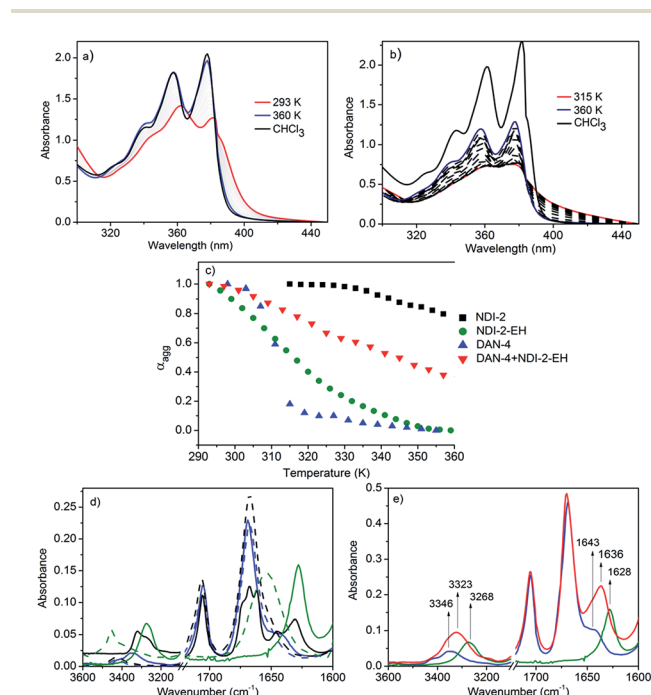 a)
2.0
1.5
1.0
0.5
0.0
Absorbance
293 K
360 K
CHCl₃
320 360 400 440
Wavelength (nm)
b)
2.0
1.5
1.0
0.5
0.0
Absorbance
315 K
360 K
CHCl₃
320 360 400 440
Wavelength (nm)
c)
1.0
0.8
0.6
0.4
0.2
0.0
αagg
NDI-2
NDI-2-EH
DAN-4
DAN-4+NDI-2-EH
290 300 310 320 330 340 350 360
Temperature (K)
d)
0.25
0.20
0.15
0.10
0.05
0.00
Absorbance
3600 3400 3200 1700 1650 1600
Wavenumber (cm⁻¹)
e)
0.5
0.4
0.3
0.2
0.1
0.0
Absorbance
1643
1636
1628
3346
3323
3268
3600 3400 3200 1700 1650 1600
Wavenumber (cm⁻¹)